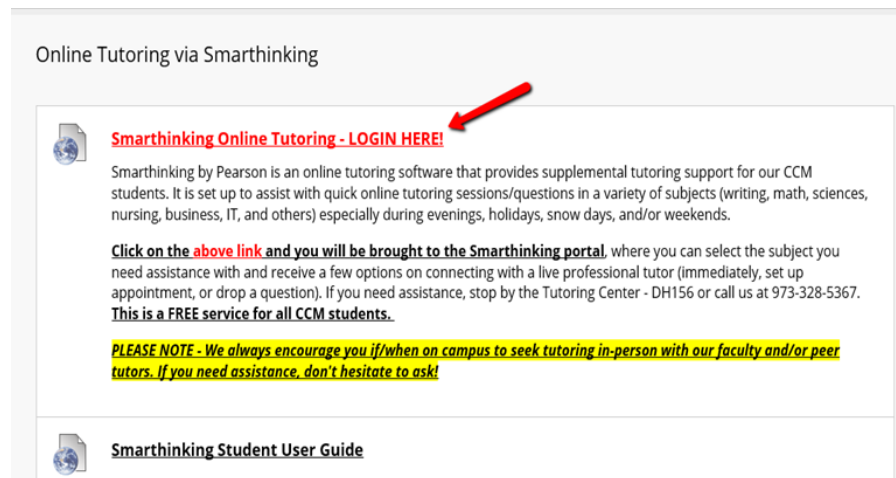 Online Tutoring via Smarthinking
Smarthinking Online Tutoring - LOGIN HERE!
Smarthinking by Pearson is an online tutoring software that provides supplemental tutoring support for our CCM
students. It is set up to assist with quick online tutoring sessions/questions in a variety of subjects (writing, math, sciences,
nursing, business, IT, and others) especially during evenings, holidays, snow days, and/or weekends.
Click on the above link and you will be brought to the Smarthinking portal, where you can select the subject you
need assistance with and receive a few options on connecting with a live professional tutor (immediately, set up
appointment, or drop a question). If you need assistance, stop by the Tutoring Center - DH156 or call us at 973-328-5367.
This is a FREE service for all CCM students.
PLEASE NOTE - We always encourage you if/when on campus to seek tutoring in-person with our faculty and/or peer
tutors. If you need assistance, don't hesitate to ask!
Smarthinking Student User Guide